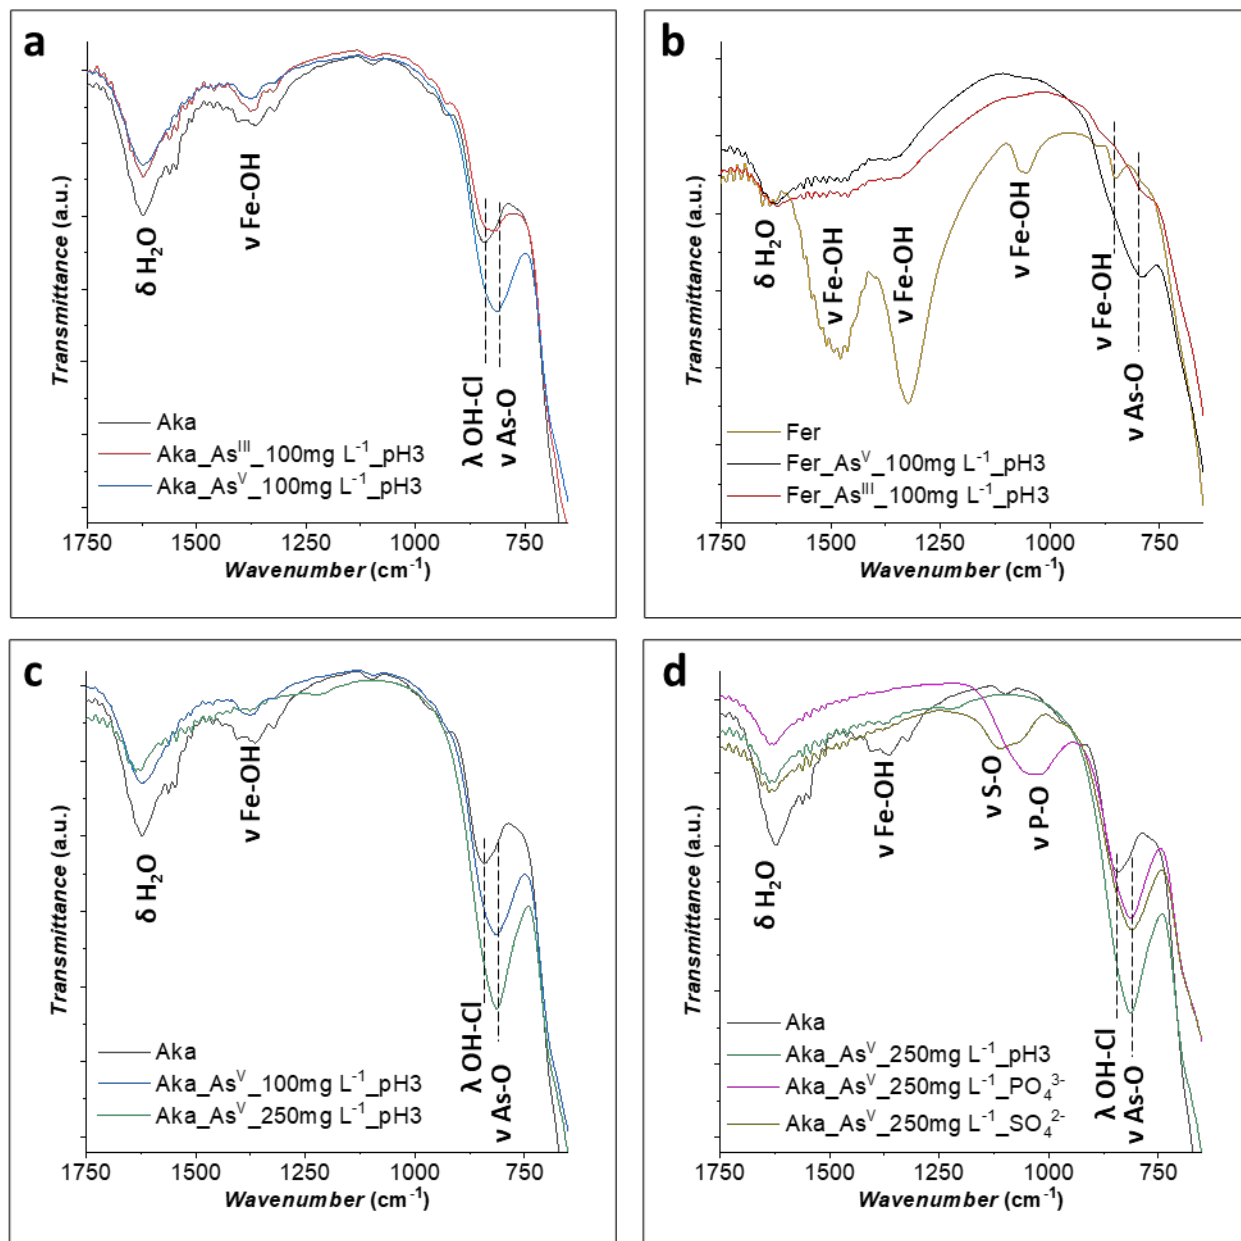 a
Transmittance (a.u.)
δ H₂O
ν Fe-OH
λ OH-Cl
ν As-O
Aka
Aka_Asᴵᴵᴵ_100mg L⁻¹_pH3
Aka_Asⱽ_100mg L⁻¹_pH3
1750 1500 1250 1000 750
Wavenumber (cm⁻¹)
b
Transmittance (a.u.)
δ H₂O
ν Fe-OH
ν Fe-OH
ν Fe-OH
ν Fe-OH
ν As-O
Fer
Fer_Asⱽ_100mg L⁻¹_pH3
Fer_Asᴵᴵᴵ_100mg L⁻¹_pH3
1750 1500 1250 1000 750
Wavenumber (cm⁻¹)
c
Transmittance (a.u.)
δ H₂O
ν Fe-OH
λ OH-Cl
ν As-O
Aka
Aka_Asⱽ_100mg L⁻¹_pH3
Aka_Asⱽ_250mg L⁻¹_pH3
1750 1500 1250 1000 750
Wavenumber (cm⁻¹)
d
Transmittance (a.u.)
δ H₂O
ν Fe-OH
ν S-O
ν P-O
λ OH-Cl
ν As-O
Aka
Aka_Asⱽ_250mg L⁻¹_pH3
Aka_Asⱽ_250mg L⁻¹_PO₄³⁻
Aka_Asⱽ_250mg L⁻¹_SO₄²⁻
1750 1500 1250 1000 750
Wavenumber (cm⁻¹)